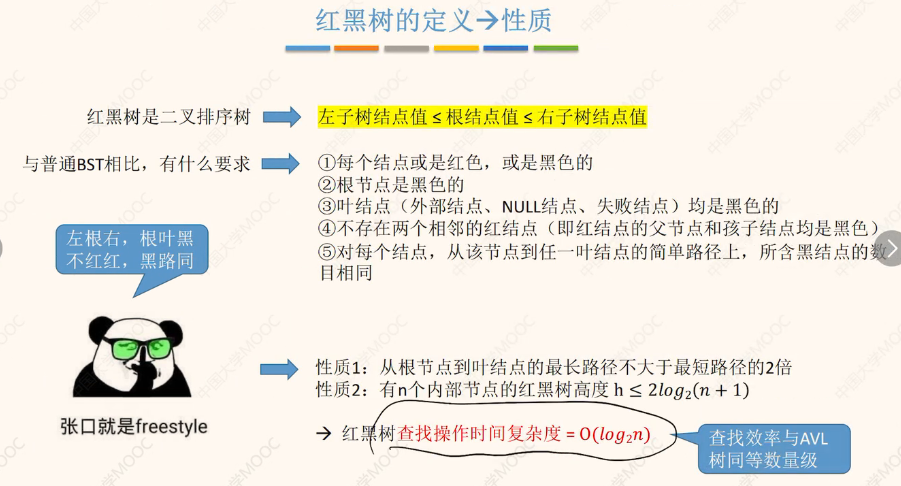 红黑树的定义→性质
红黑树是二叉排序树
左子树结点值 ≤ 根结点值 ≤ 右子树结点值
与普通BST相比，有什么要求
①每个结点或是红色，或是黑色的
②根节点是黑色的
③叶结点（外部结点、NULL结点、失败结点）均是黑色的
④不存在两个相邻的红结点（即红结点的父节点和孩子结点均是黑色）
⑤对每个结点，从该节点到任一叶结点的简单路径上，所含黑结点的数
目相同
左根右，根叶黑
不红红，黑路同
张口就是freestyle
性质1：从根节点到叶结点的最长路径不大于最短路径的2倍
性质2：有n个内部节点的红黑树高度 h ≤ 2log₂(n + 1)
→ 红黑树查找操作时间复杂度 = O(log₂n)
查找效率与AVL
树同等数量级
中国大学MOOC